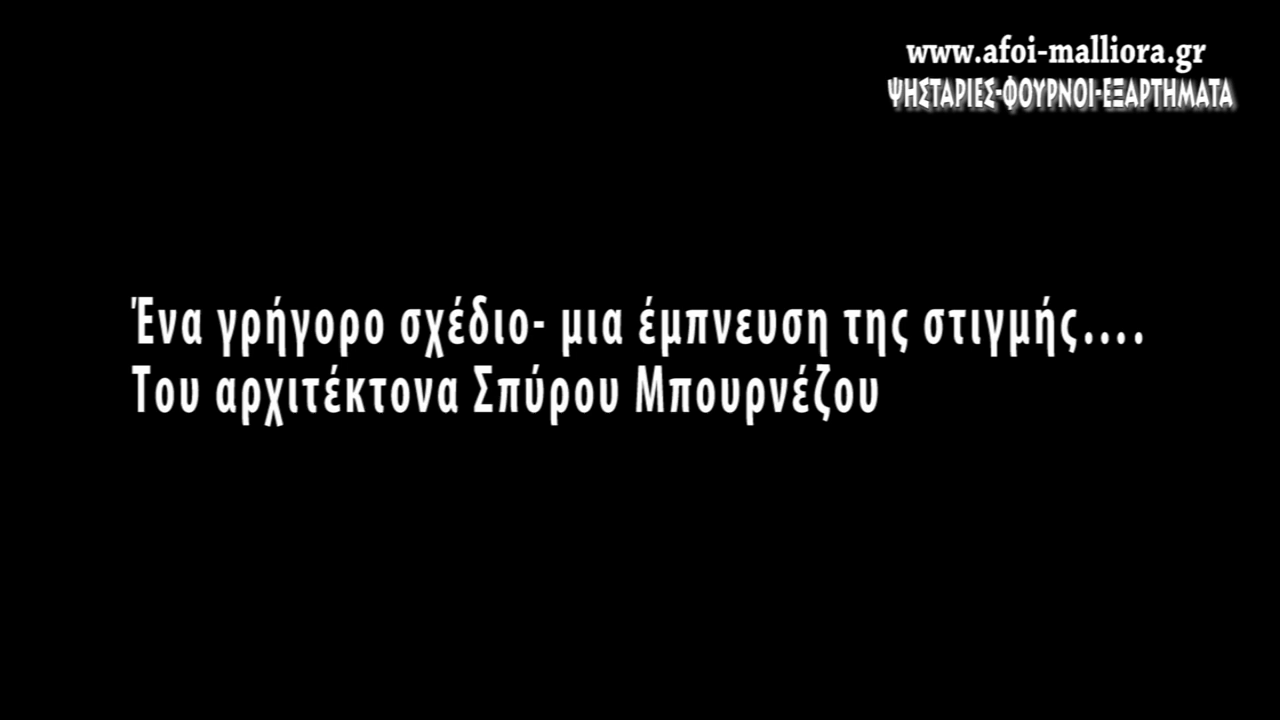 www.afoi-malliora.gr
ΨΗΣΤΑΡΙΕΣ-ΦΟΥΡΝΟΙ-ΕΞΑΡΤΗΜΑΤΑ
Ένα γρήγορο σχέδιο- μια έμπνευση της στιγμής....
Του αρχιτέκτονα Σπύρου Μπουρνέζου